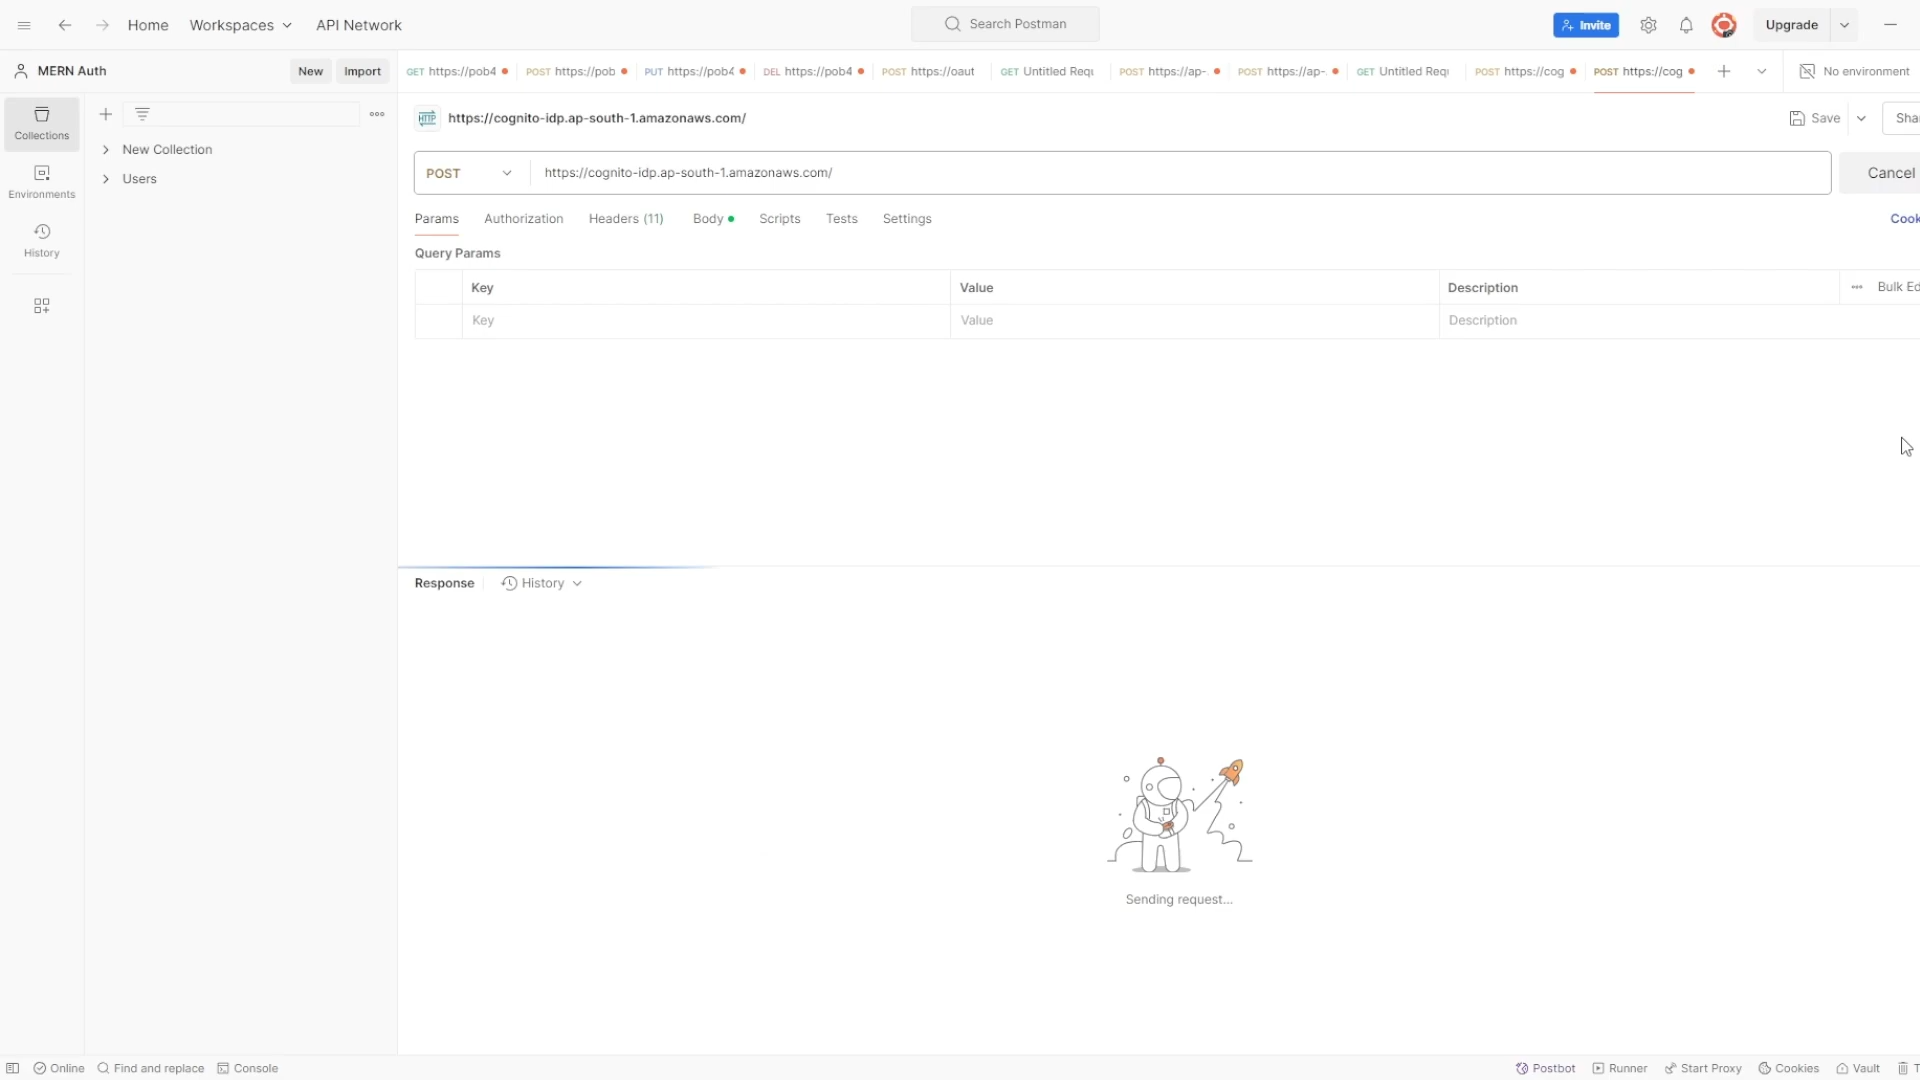 Home
Workspaces
API Network
Search Postman
Invite
Upgrade
MERN Auth
New
Import
GET https://pob4
POST https://pob
PUT https://pob4
DEL https://pob4
POST https://oaut
GET Untitled Requ
POST https://ap-
POST https://ap-
GET Untitled Requ
POST https://cog
POST https://cog
No environment
Collections
Environments
History
New Collection
Users
HTTP
https://cognito-idp.ap-south-1.amazonaws.com/
Save
Shar
POST
https://cognito-idp.ap-south-1.amazonaws.com/
Cancel
Params
Authorization
Headers (11)
Body
Scripts
Tests
Settings
Cook
Query Params
Key
Value
Description
Bulk Ed
Key
Value
Description
Response
History
Sending request...
Online
Find and replace
Console
Postbot
Runner
Start Proxy
Cookies
Vault
T